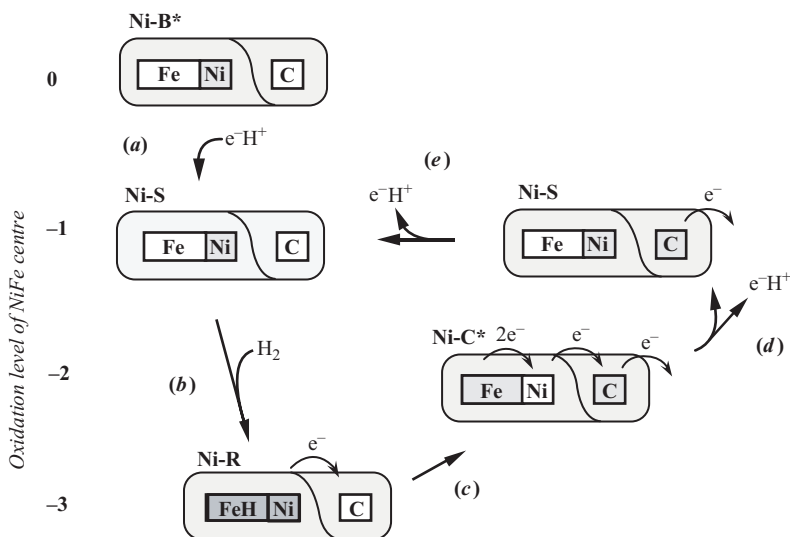 Ni-B*
0
Fe Ni C
(a)
e⁻H⁺
(e)
Ni-S
e⁻H⁺
Ni-S
e⁻
–1
Fe Ni C
Fe Ni C
e⁻H⁺
H₂
Ni-C*
2e⁻
e⁻
e⁻
(d)
–2
(b)
Fe Ni C
Ni-R
e⁻
(c)
–3
FeH Ni C
Oxidation level of NiFe centre